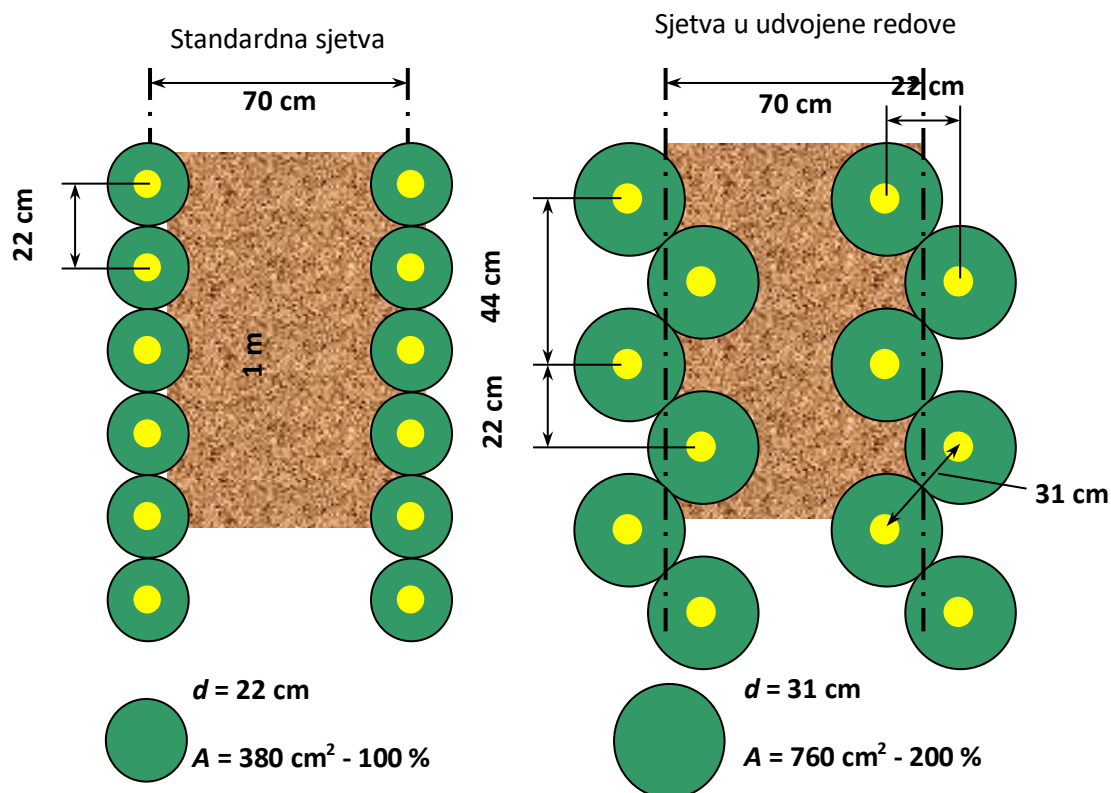 Standardna sjetva
70 cm
22 cm
1 m
d = 22 cm
A = 380 cm² - 100 %
Sjetva u udvojene redove
22 cm
70 cm
44 cm
22 cm
31 cm
d = 31 cm
A = 760 cm² - 200 %